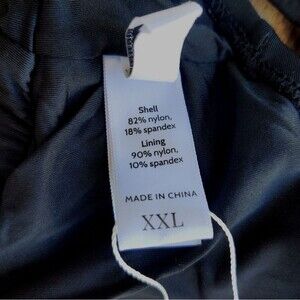 Shell
82% nylon,
18% spandex
Lining
90% nylon,
10% spandex
MADE IN CHINA
XXL